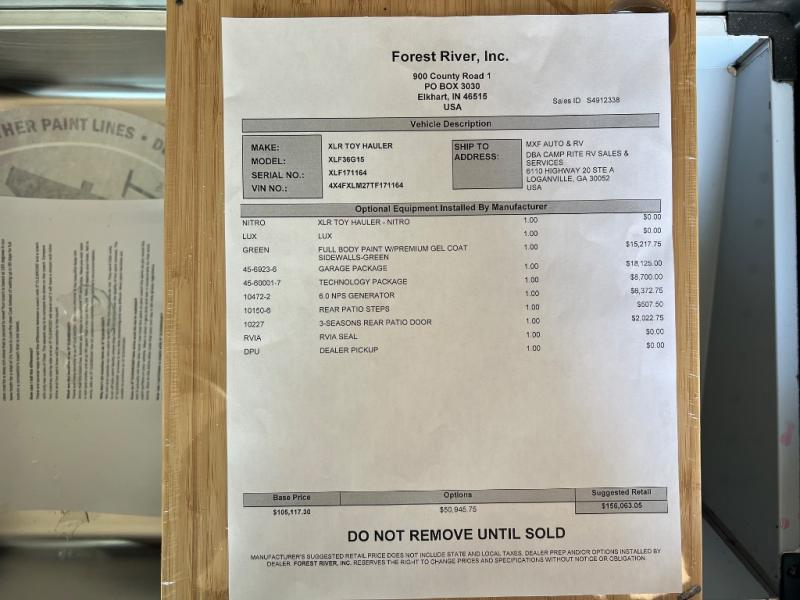 Forest River, Inc.
900 County Road 1
PO BOX 3030
Elkhart, IN 46515
USA
Sales ID S4912338
Vehicle Description
MAKE: XLR TOY HAULER
MODEL: XLF36G15
SERIAL NO.: XLF171164
VIN NO.: 4X4FXLM27TF171164
SHIP TO ADDRESS:
MXF AUTO & RV
DBA CAMP RITE RV SALES &
SERVICES
6110 HIGHWAY 20 STE A
LOGANVILLE, GA 30052
USA
Optional Equipment Installed By Manufacturer
NITRO XLR TOY HAULER - NITRO 1.00 $0.00
LUX LUX 1.00 $0.00
GREEN FULL BODY PAINT W/PREMIUM GEL COAT 1.00 $15,217.75
SIDEWALLS-GREEN
45-6923-6 GARAGE PACKAGE 1.00 $18,125.00
45-60001-7 TECHNOLOGY PACKAGE 1.00 $8,700.00
10472-2 6.0 NPS GENERATOR 1.00 $6,372.75
10150-6 REAR PATIO STEPS 1.00 $507.50
10227 3-SEASONS REAR PATIO DOOR 1.00 $2,022.75
RVIA RVIA SEAL 1.00 $0.00
DPU DEALER PICKUP 1.00 $0.00
Base Price Options Suggested Retail
$105,117.30 $50,945.75 $156,063.05
DO NOT REMOVE UNTIL SOLD
MANUFACTURER'S SUGGESTED RETAIL PRICE DOES NOT INCLUDE STATE AND LOCAL TAXES, DEALER PREP AND/OR OPTIONS INSTALLED BY
DEALER. FOREST RIVER, INC. RESERVES THE RIGHT TO CHANGE PRICES AND SPECIFICATIONS WITHOUT NOTICE OR OBLIGATION.
HER PAINT LINES • D